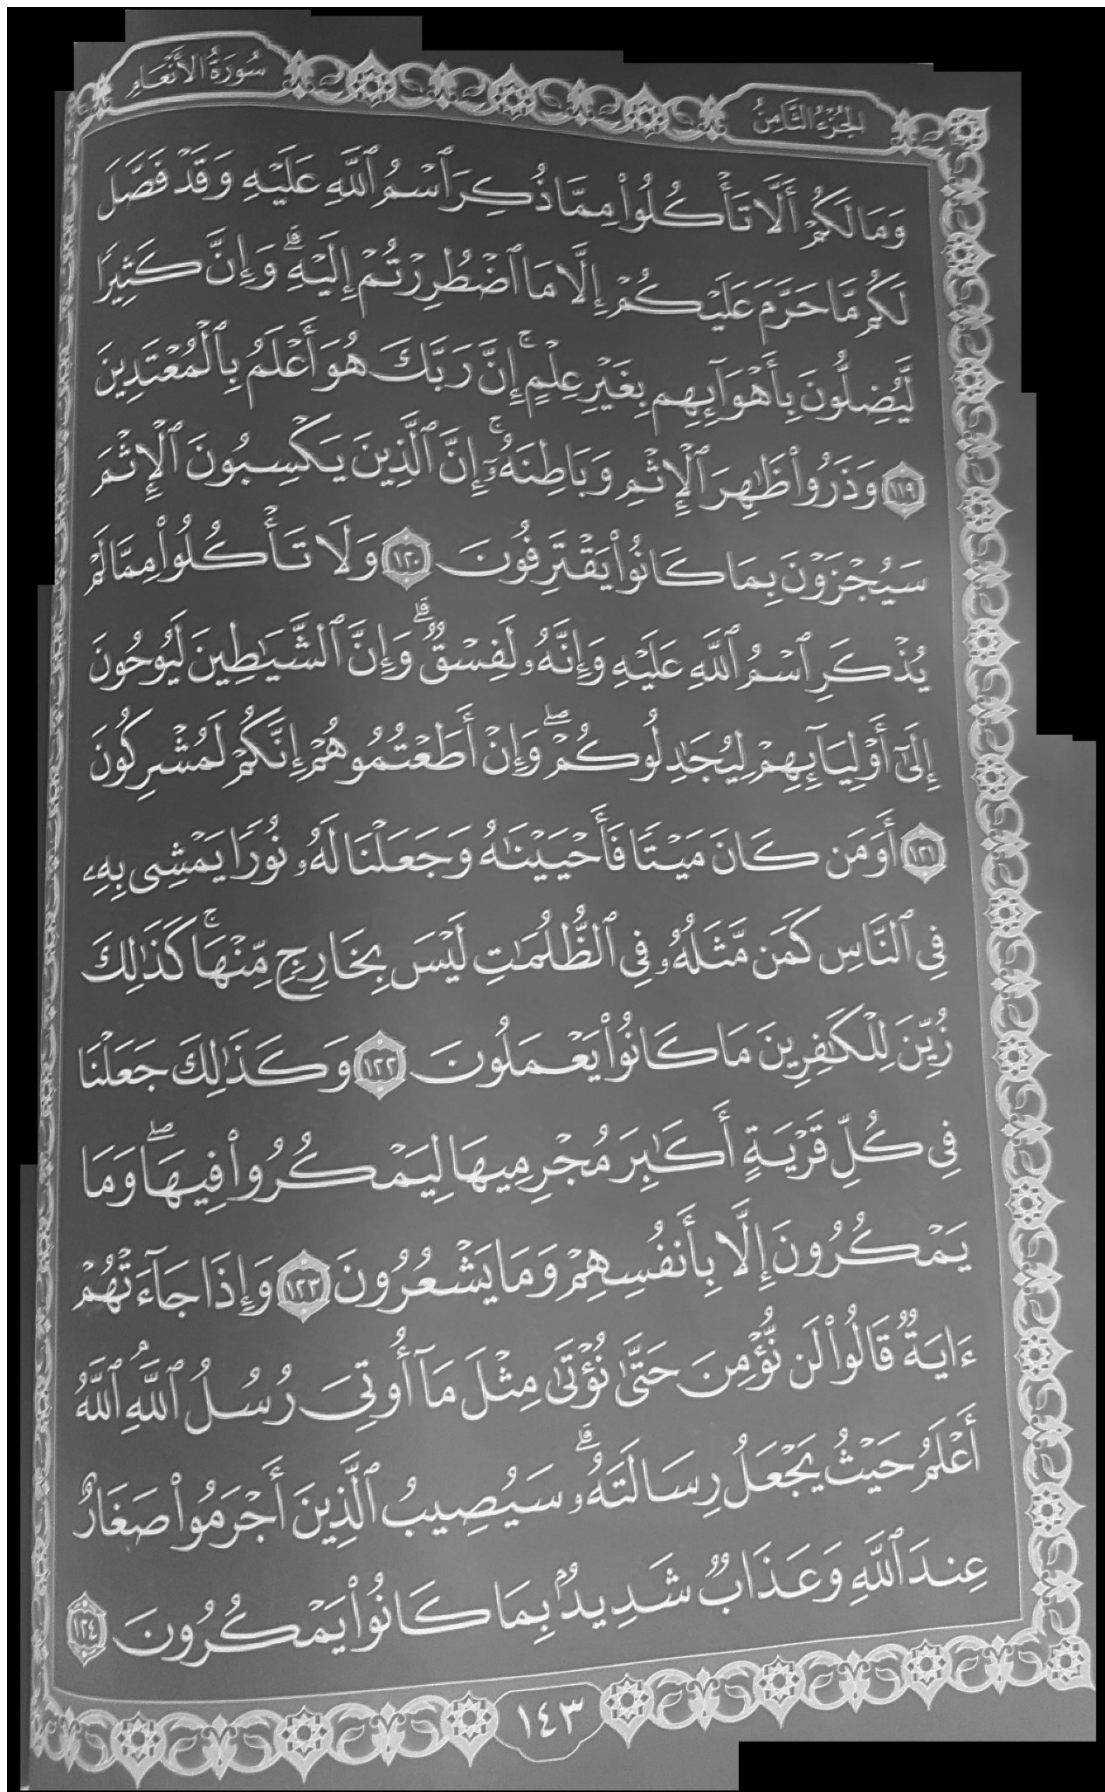 الجُزْءُ الثَّامِنُ
سُورَةُ الأَنْعَامِ
وَمَا لَكُمْ أَلَّا تَأْكُلُوا۟ مِمَّا ذُكِرَ ٱسْمُ ٱللَّهِ عَلَيْهِ وَقَدْ فَصَّلَ
لَكُم مَّا حَرَّمَ عَلَيْكُمْ إِلَّا مَا ٱضْطُرِرْتُمْ إِلَيْهِ ۗ وَإِنَّ كَثِيرًا
لَّيُضِلُّونَ بِأَهْوَآئِهِم بِغَيْرِ عِلْمٍ ۚ إِنَّ رَبَّكَ هُوَ أَعْلَمُ بِٱلْمُعْتَدِينَ
١١٩ وَذَرُوا۟ ظَٰهِرَ ٱلْإِثْمِ وَبَاطِنَهُۥٓ ۚ إِنَّ ٱلَّذِينَ يَكْسِبُونَ ٱلْإِثْمَ
سَيُجْزَوْنَ بِمَا كَانُوا۟ يَقْتَرِفُونَ ١٢٠ وَلَا تَأْكُلُوا۟ مِمَّا لَمْ
يُذْكَرِ ٱسْمُ ٱللَّهِ عَلَيْهِ وَإِنَّهُۥ لَفِسْقٌ ۗ وَإِنَّ ٱلشَّيَٰطِينَ لَيُوحُونَ
إِلَىٰٓ أَوْلِيَآئِهِمْ لِيُجَٰدِلُوكُمْ ۖ وَإِنْ أَطَعْتُمُوهُمْ إِنَّكُمْ لَمُشْرِكُونَ
١٢١ أَوَمَن كَانَ مَيْتًا فَأَحْيَيْنَٰهُ وَجَعَلْنَا لَهُۥ نُورًا يَمْشِى بِهِۦ
فِى ٱلنَّاسِ كَمَن مَّثَلُهُۥ فِى ٱلظُّلُمَٰتِ لَيْسَ بِخَارِجٍ مِّنْهَا ۚ كَذَٰلِكَ
زُيِّنَ لِلْكَٰفِرِينَ مَا كَانُوا۟ يَعْمَلُونَ ١٢٢ وَكَذَٰلِكَ جَعَلْنَا
فِى كُلِّ قَرْيَةٍ أَكَٰبِرَ مُجْرِمِيهَا لِيَمْكُرُوا۟ فِيهَا ۖ وَمَا
يَمْكُرُونَ إِلَّا بِأَنفُسِهِمْ وَمَا يَشْعُرُونَ ١٢٣ وَإِذَا جَآءَتْهُمْ
ءَايَةٌ قَالُوا۟ لَن نُّؤْمِنَ حَتَّىٰ نُؤْتَىٰ مِثْلَ مَآ أُوتِىَ رُسُلُ ٱللَّهِ ۘ ٱللَّهُ
أَعْلَمُ حَيْثُ يَجْعَلُ رِسَالَتَهُۥ ۗ سَيُصِيبُ ٱلَّذِينَ أَجْرَمُوا۟ صَغَارٌ
عِندَ ٱللَّهِ وَعَذَابٌ شَدِيدٌۢ بِمَا كَانُوا۟ يَمْكُرُونَ ١٢٤
١٤٣